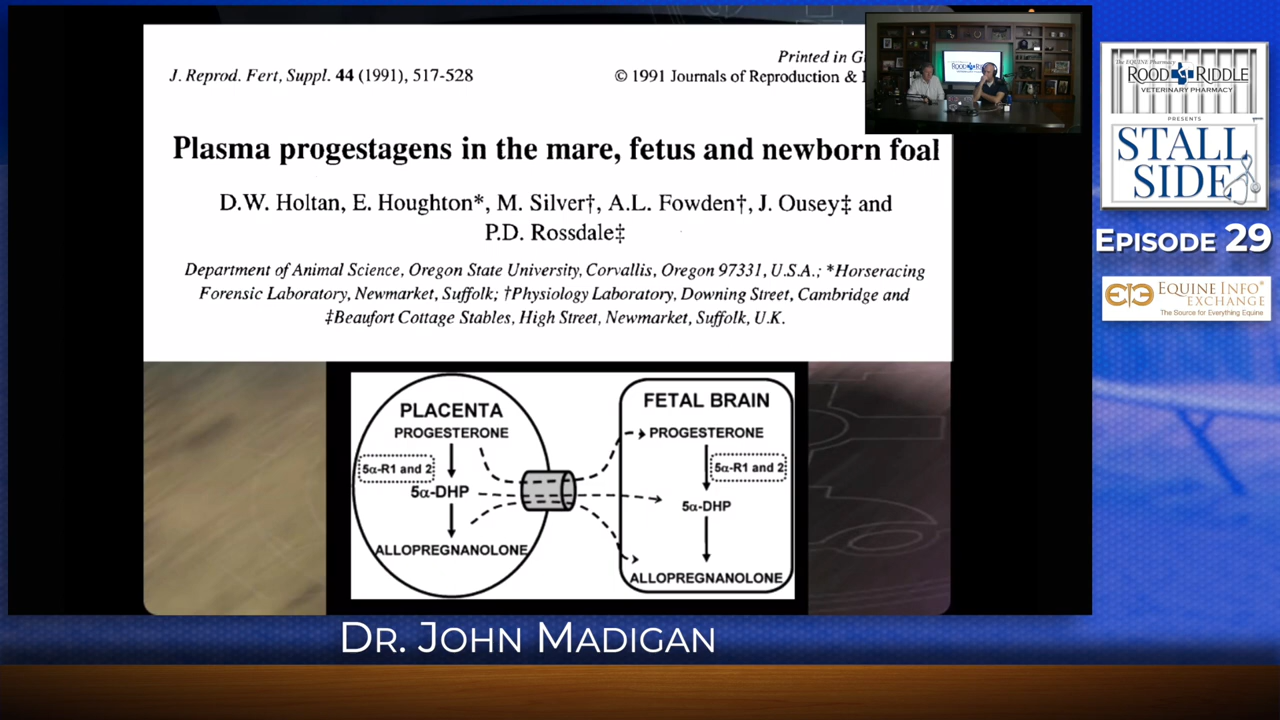 J. Reprod. Fert., Suppl. 44 (1991), 517-528
Printed in G
© 1991 Journals of Reproduction &
Plasma progestagens in the mare, fetus and newborn foal
D.W. Holtan, E. Houghton*, M. Silver†, A.L. Fowden†, J. Ousey‡ and
P.D. Rossdale‡
Department of Animal Science, Oregon State University, Corvallis, Oregon 97331, U.S.A.; *Horseracing
Forensic Laboratory, Newmarket, Suffolk; †Physiology Laboratory, Downing Street, Cambridge and
‡Beaufort Cottage Stables, High Street, Newmarket, Suffolk, U.K.
PLACENTA
PROGESTERONE
5α-R1 and 2
5α-DHP
ALLOPREGNANOLONE
FETAL BRAIN
PROGESTERONE
5α-R1 and 2
5α-DHP
ALLOPREGNANOLONE
ROOD RIDDLE
The EQUINE Pharmacy
ROOD RIDDLE
VETERINARY PHARMACY
PRESENTS
STALL
SIDE
EPISODE 29
EQUINE INFO
EXCHANGE
The Source for Everything Equine
DR. JOHN MADIGAN